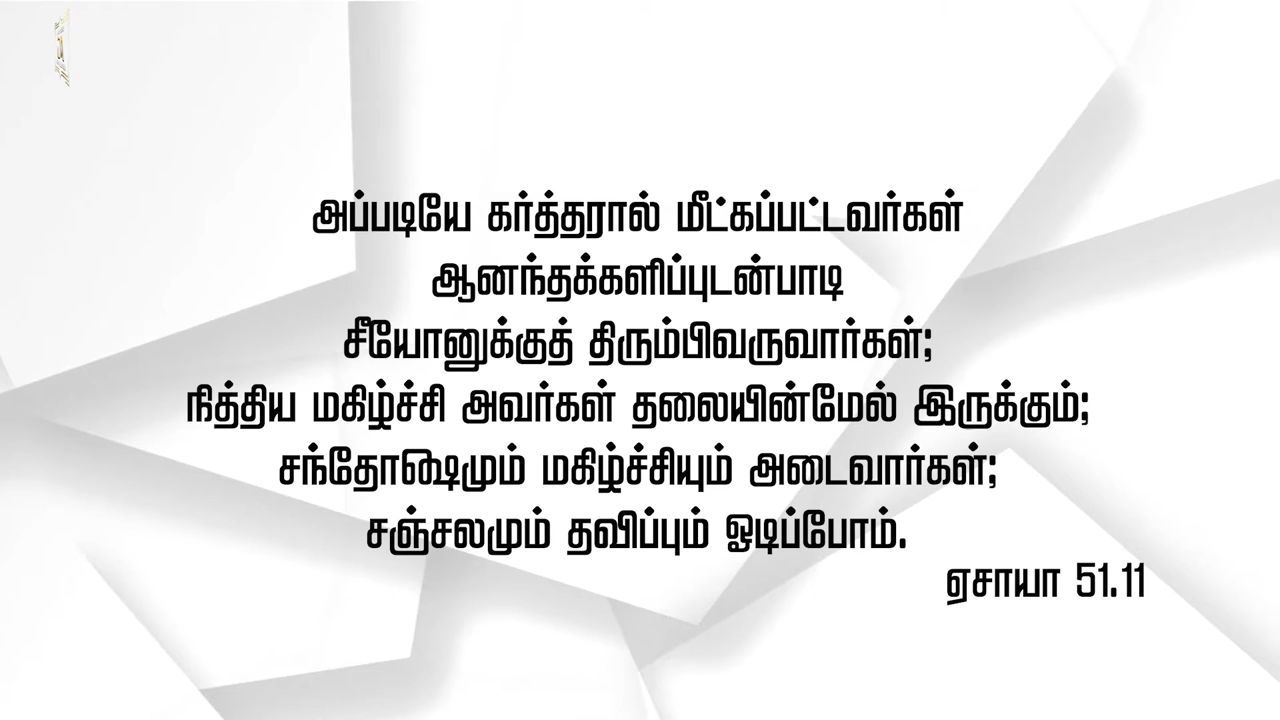 அப்படியே கர்த்தரால் மீட்கப்பட்டவர்கள்
ஆனந்தக்களிப்புடன்பாடி
சீயோனுக்குத் திரும்பிவருவார்கள்;
நித்திய மகிழ்ச்சி அவர்கள் தலையின்மேல் இருக்கும்;
சந்தோஷமும் மகிழ்ச்சியும் அடைவார்கள்;
சஞ்சலமும் தவிப்பும் ஓடிப்போம்.
ஏசாயா 51.11